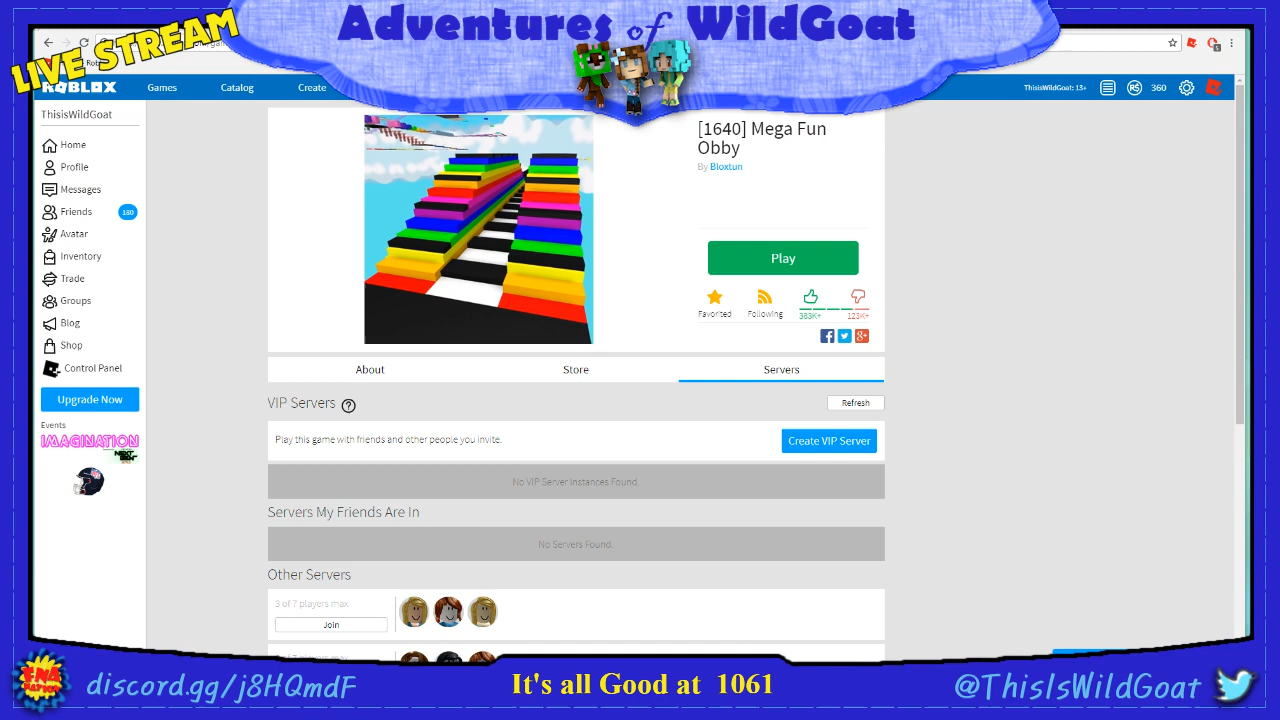 Adventures of WildGoat
LIVE STREAM
ROBLOX
Games
Catalog
Create
ThisisWildGoat: 13+
360
ThisisWildGoat
Home
Profile
Messages
Friends
180
Avatar
Inventory
Trade
Groups
Blog
Shop
Control Panel
Upgrade Now
Events
IMAGINATION
[1640] Mega Fun
Obby
By Bloxtun
Play
Favorited
Following
383K+
123K+
About
Store
Servers
VIP Servers
Refresh
Play this game with friends and other people you invite.
Create VIP Server
No VIP Server Instances Found.
Servers My Friends Are In
No Servers Found.
Other Servers
3 of 7 players max
Join
discord.gg/j8HQmdF
It's all Good at 1061
@ThisIsWildGoat